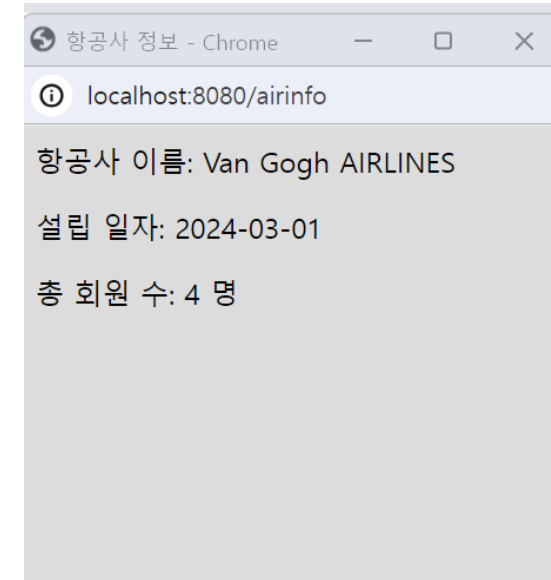 항공사 정보 - Chrome
localhost:8080/airinfo
항공사 이름: Van Gogh AIRLINES
설립 일자: 2024-03-01
총 회원 수: 4 명